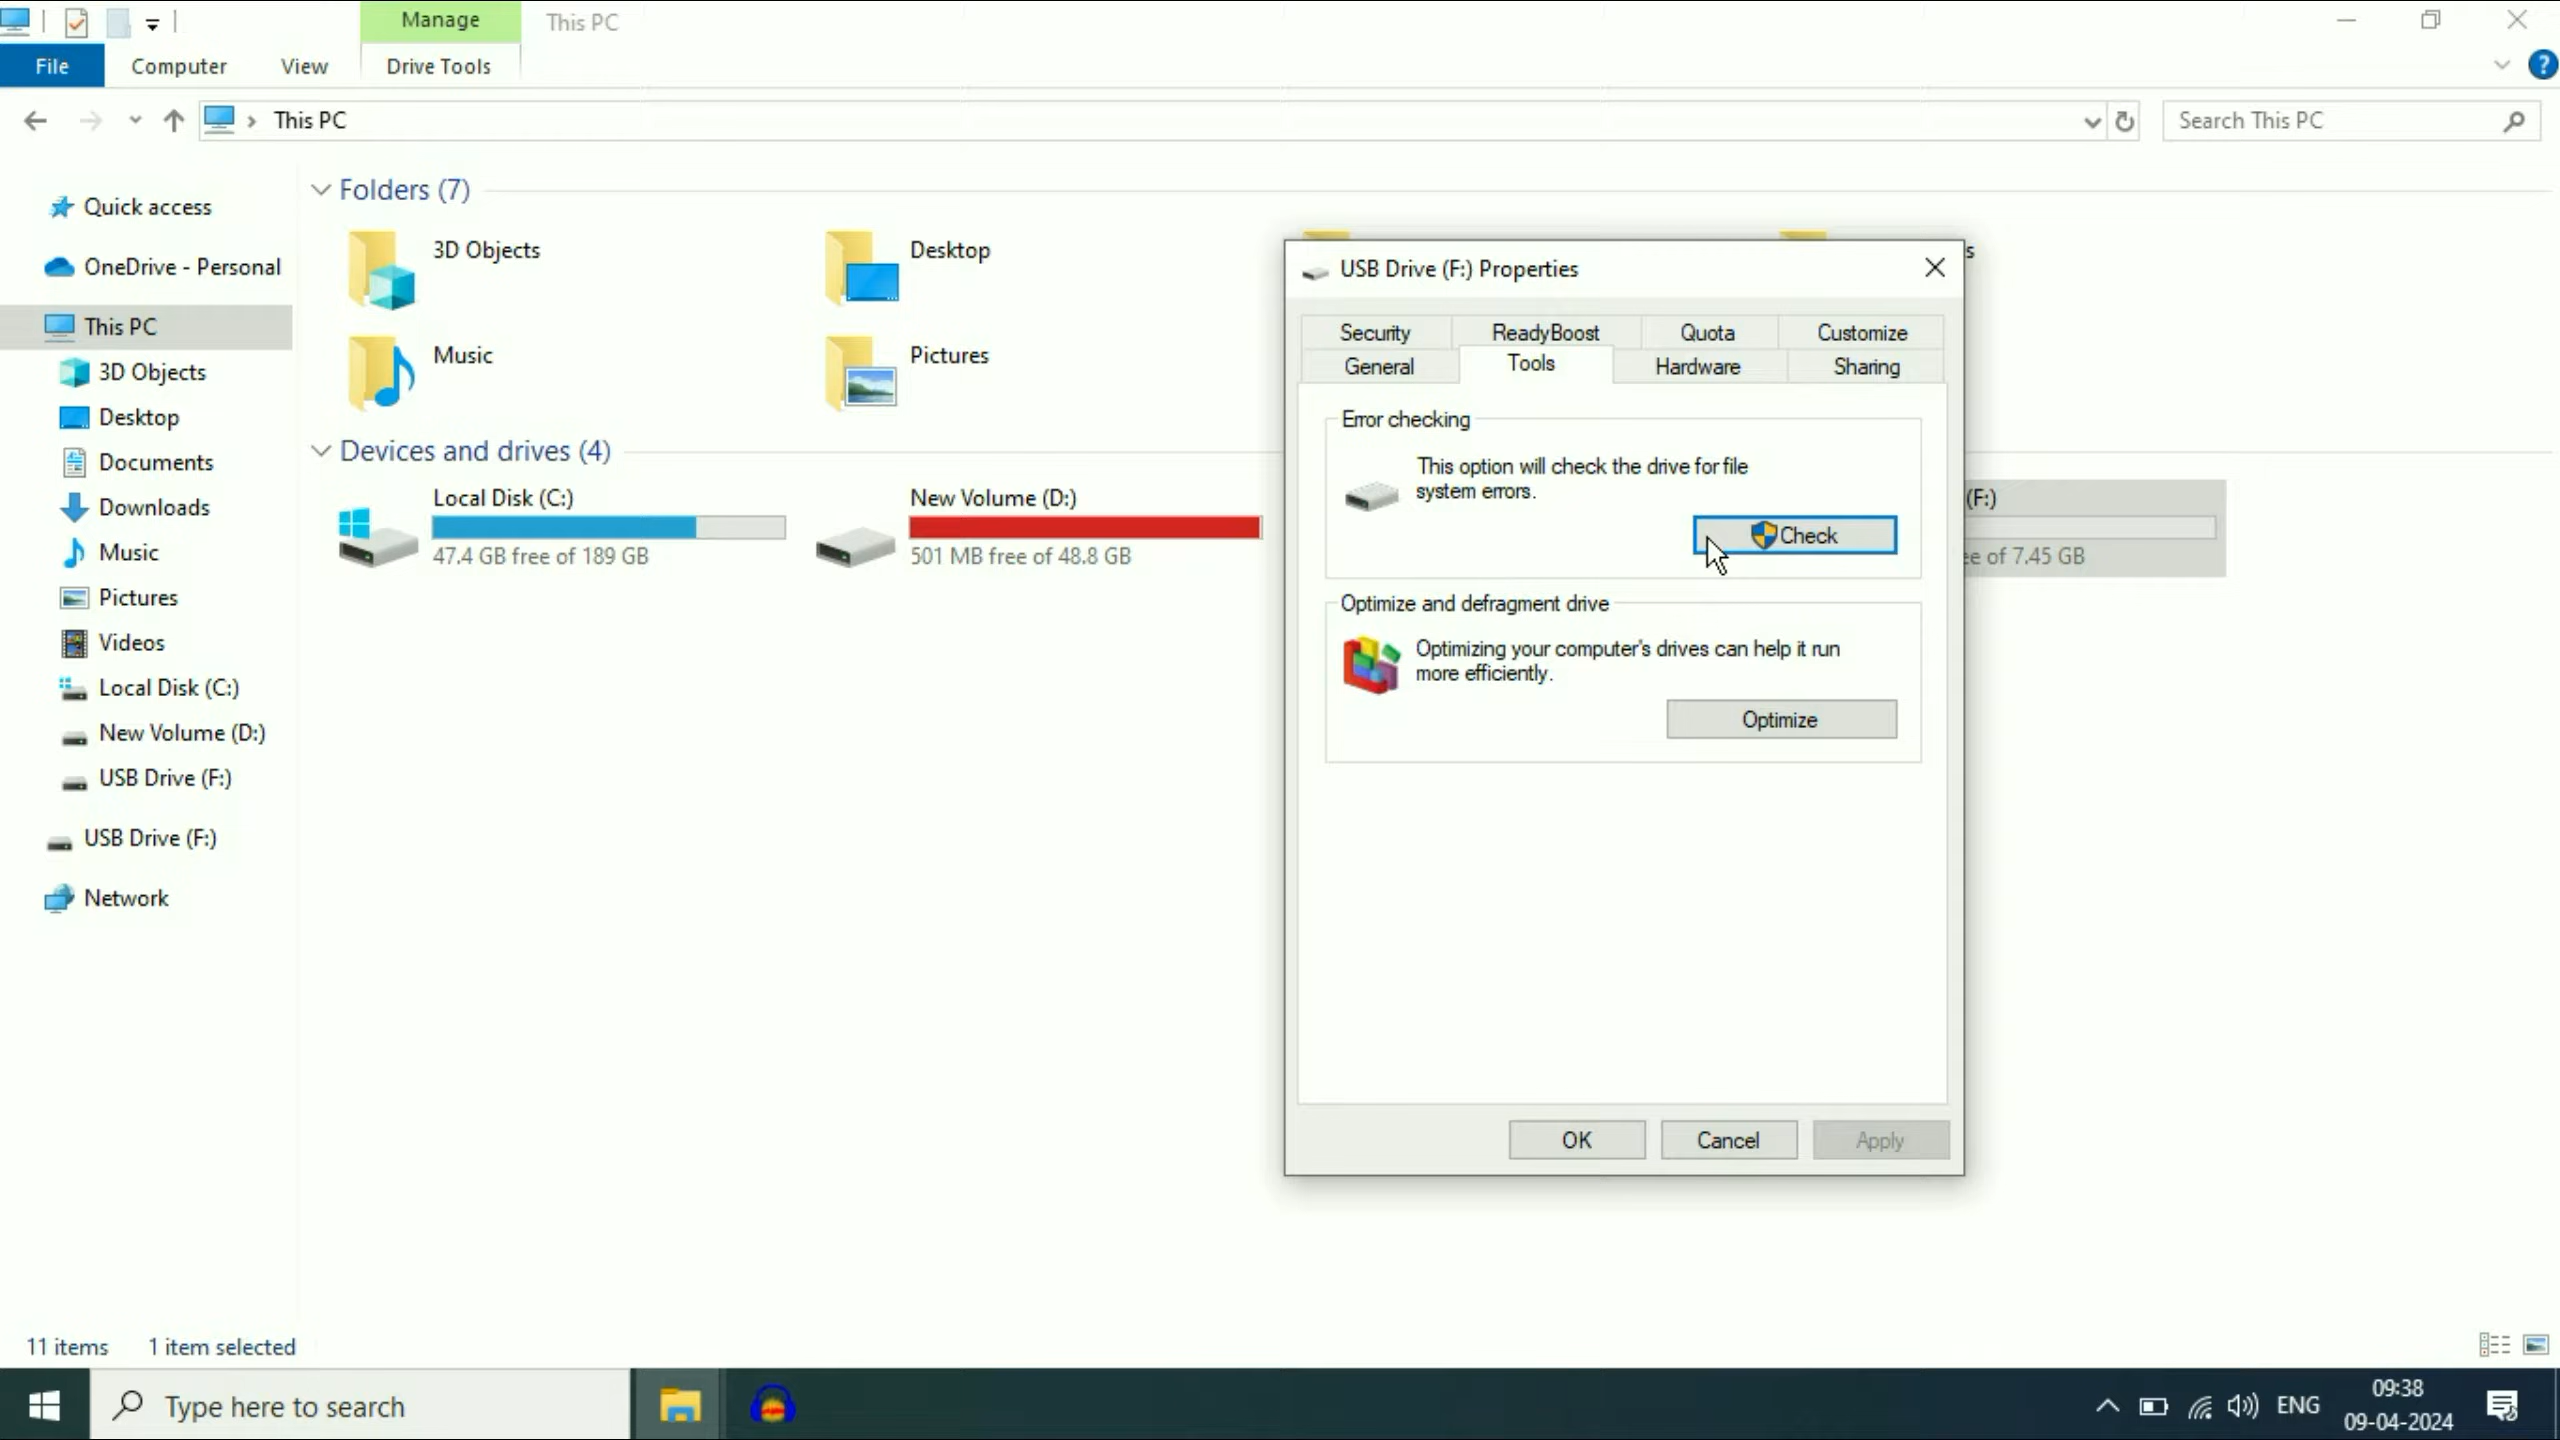 Manage
This PC
File
Computer
View
Drive Tools
This PC
Search This PC
Quick access
OneDrive - Personal
This PC
3D Objects
Desktop
Documents
Downloads
Music
Pictures
Videos
Local Disk (C:)
New Volume (D:)
USB Drive (F:)
USB Drive (F:)
Network
Folders (7)
3D Objects
Desktop
s
Music
Pictures
Devices and drives (4)
Local Disk (C:)
47.4 GB free of 189 GB
New Volume (D:)
501 MB free of 48.8 GB
(F:)
ee of 7.45 GB
USB Drive (F:) Properties
Security
ReadyBoost
Quota
Customize
General
Tools
Hardware
Sharing
Error checking
This option will check the drive for file
system errors.
Check
Optimize and defragment drive
Optimizing your computer's drives can help it run
more efficiently.
Optimize
OK
Cancel
Apply
11 items
1 item selected
Type here to search
ENG
09:38
09-04-2024